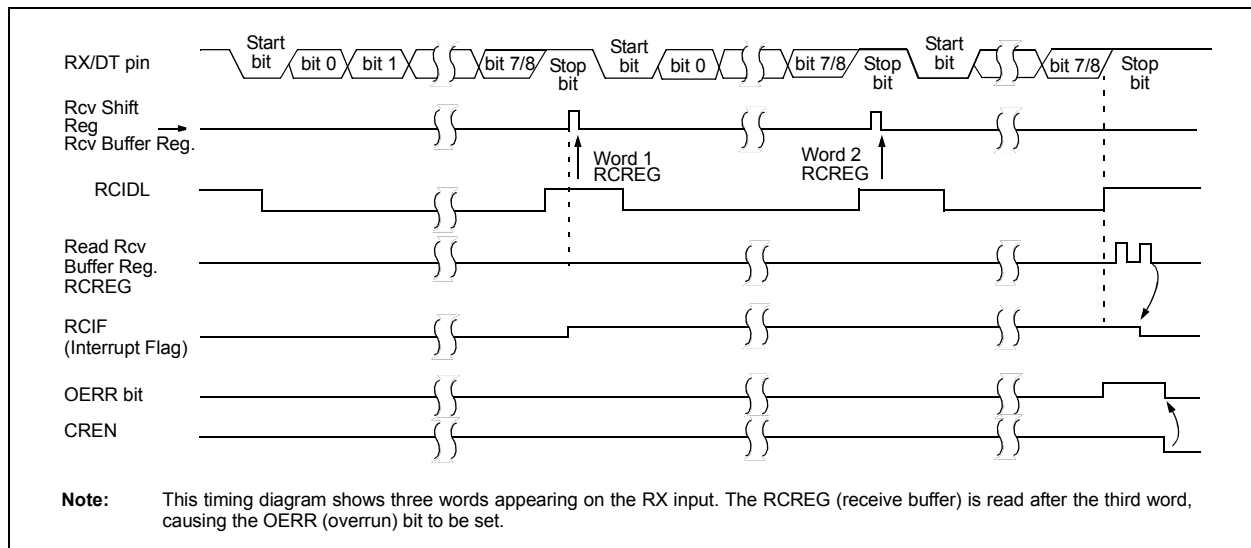 RX/DT pin
Start bit
bit 0
bit 1
bit 7/8
Stop bit
Start bit
bit 0
bit 7/8
Stop bit
Start bit
bit 7/8
Stop bit
Rcv Shift
Reg
Rcv Buffer Reg.
Word 1
RCREG
Word 2
RCREG
RCIDL
Read Rcv
Buffer Reg.
RCREG
RCIF
(Interrupt Flag)
OERR bit
CREN
Note: This timing diagram shows three words appearing on the RX input. The RCREG (receive buffer) is read after the third word,
causing the OERR (overrun) bit to be set.